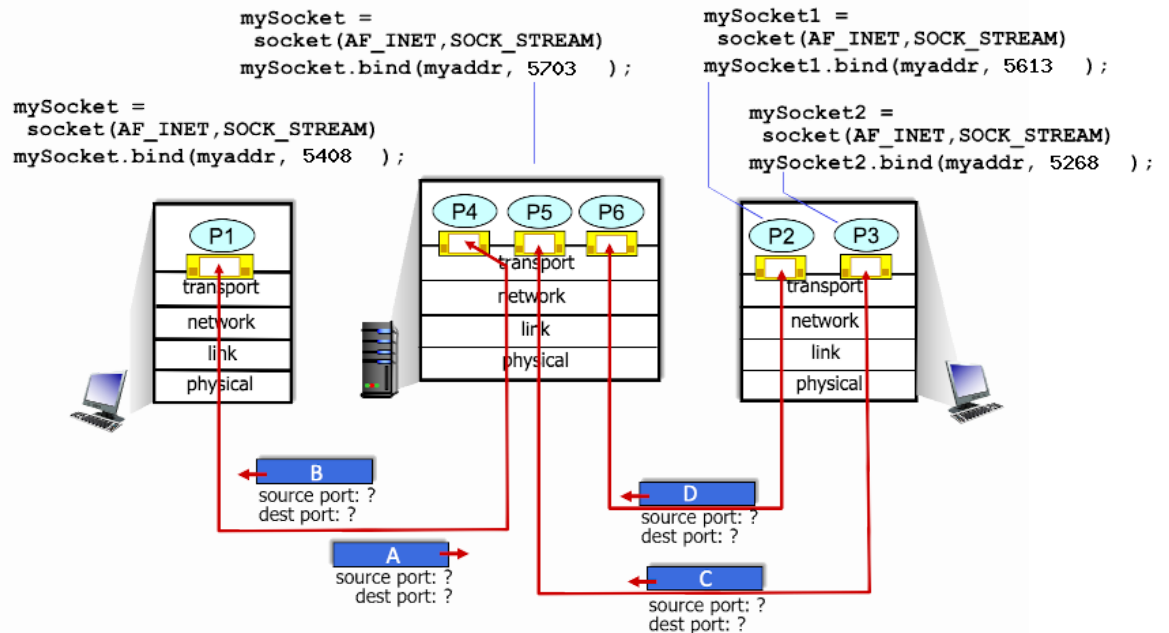 mySocket =
socket(AF_INET,SOCK_STREAM)
mySocket.bind(myaddr, 5703 );
mySocket1 =
socket(AF_INET,SOCK_STREAM)
mySocket1.bind(myaddr, 5613 );
mySocket =
socket(AF_INET,SOCK_STREAM)
mySocket.bind(myaddr, 5408 );
mySocket2 =
socket(AF_INET,SOCK_STREAM)
mySocket2.bind(myaddr, 5268 );
P1
transport
network
link
physical
P4 P5 P6
transport
network
link
physical
P2 P3
transport
network
link
physical
B
source port: ?
dest port: ?
A
source port: ?
dest port: ?
D
source port: ?
dest port: ?
C
source port: ?
dest port: ?